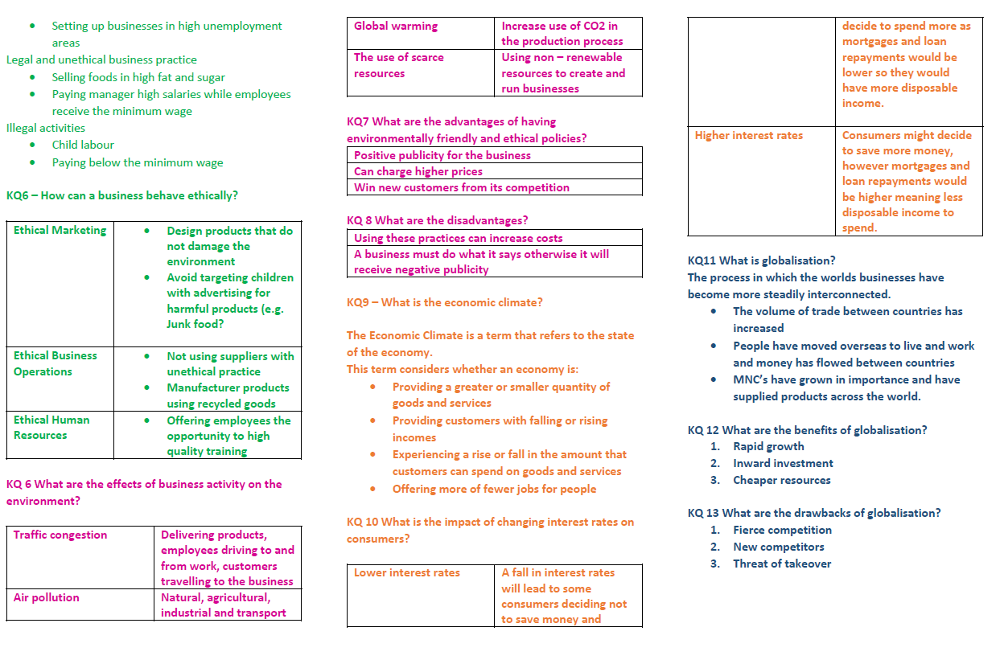 Setting up businesses in high unemployment
areas
Legal and unethical business practice
Selling foods in high fat and sugar
Paying manager high salaries while employees
receive the minimum wage
Illegal activities
Child labour
Paying below the minimum wage
KQ6 – How can a business behave ethically?
Ethical Marketing
Design products that do
not damage the
environment
Avoid targeting children
with advertising for
harmful products (e.g.
Junk food?
Ethical Business
Operations
Not using suppliers with
unethical practice
Manufacturer products
using recycled goods
Ethical Human
Resources
Offering employees the
opportunity to high
quality training
KQ 6 What are the effects of business activity on the
environment?
Traffic congestion
Delivering products,
employees driving to and
from work, customers
travelling to the business
Air pollution
Natural, agricultural,
industrial and transport
Global warming
Increase use of CO2 in
the production process
The use of scarce
resources
Using non – renewable
resources to create and
run businesses
KQ7 What are the advantages of having
environmentally friendly and ethical policies?
Positive publicity for the business
Can charge higher prices
Win new customers from its competition
KQ 8 What are the disadvantages?
Using these practices can increase costs
A business must do what it says otherwise it will
receive negative publicity
KQ9 – What is the economic climate?
The Economic Climate is a term that refers to the state
of the economy.
This term considers whether an economy is:
Providing a greater or smaller quantity of
goods and services
Providing customers with falling or rising
incomes
Experiencing a rise or fall in the amount that
customers can spend on goods and services
Offering more of fewer jobs for people
KQ 10 What is the impact of changing interest rates on
consumers?
Lower interest rates
A fall in interest rates
will lead to some
consumers deciding not
to save money and
decide to spend more as
mortgages and loan
repayments would be
lower so they would
have more disposable
income.
Higher interest rates
Consumers might decide
to save more money,
however mortgages and
loan repayments would
be higher meaning less
disposable income to
spend.
KQ11 What is globalisation?
The process in which the worlds businesses have
become more steadily interconnected.
The volume of trade between countries has
increased
People have moved overseas to live and work
and money has flowed between countries
MNC's have grown in importance and have
supplied products across the world.
KQ 12 What are the benefits of globalisation?
1. Rapid growth
2. Inward investment
3. Cheaper resources
KQ 13 What are the drawbacks of globalisation?
1. Fierce competition
2. New competitors
3. Threat of takeover